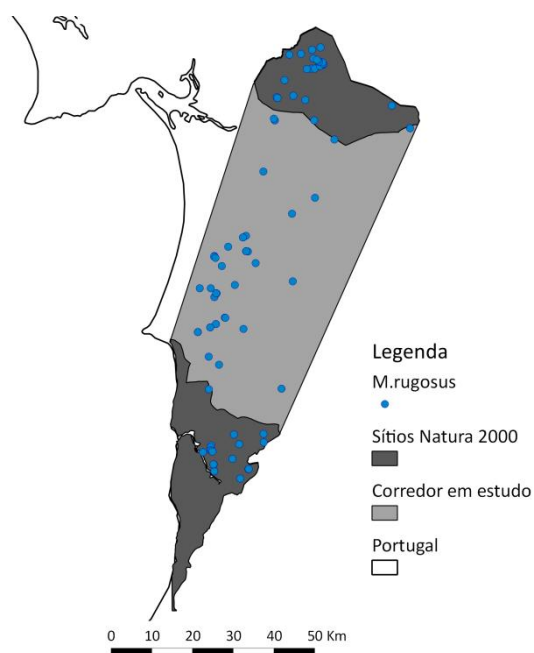 Legenda
M.rugosus
Sítios Natura 2000
Corredor em estudo
Portugal
0 10 20 30 40 50 Km